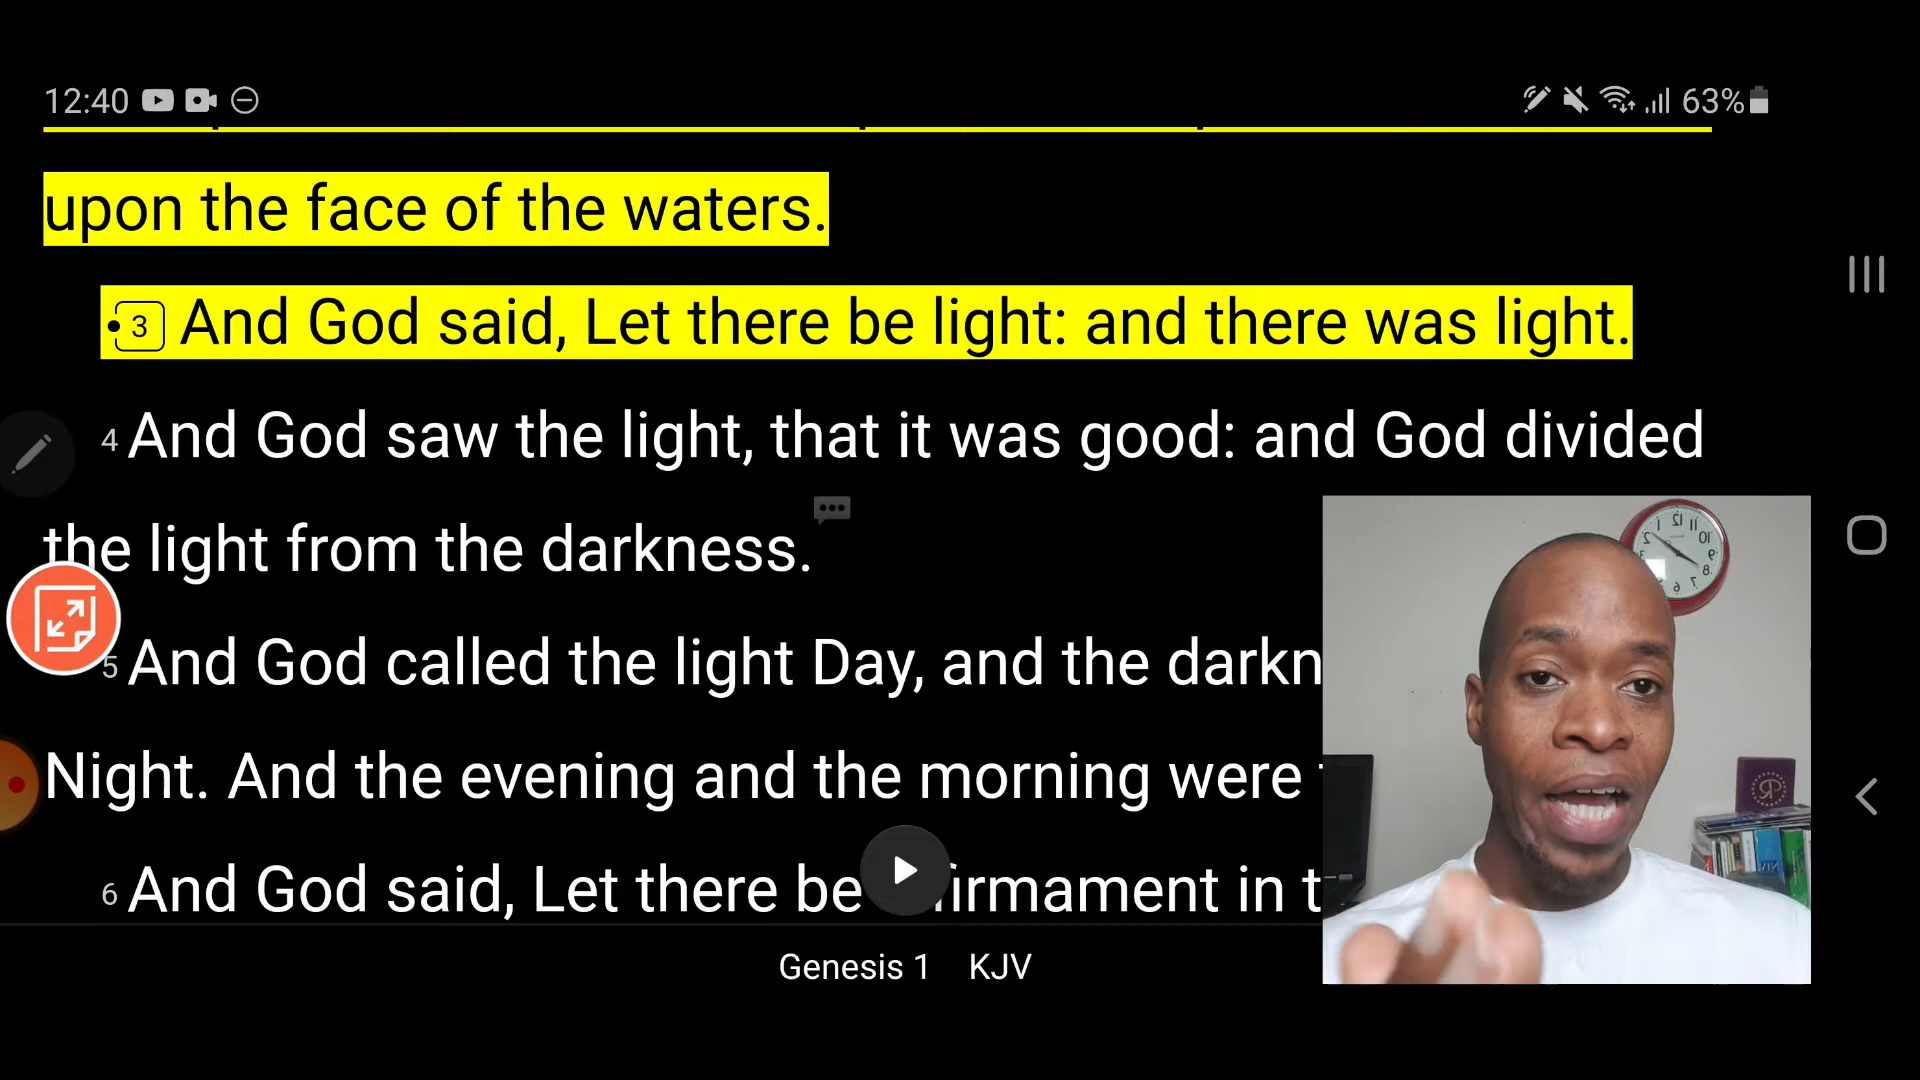 12:40
63%
upon the face of the waters.
3 And God said, Let there be light: and there was light.
4 And God saw the light, that it was good: and God divided
the light from the darkness.
5 And God called the light Day, and the darkn
Night. And the evening and the morning were
6 And God said, Let there be firmament in t
Genesis 1 KJV
NIV